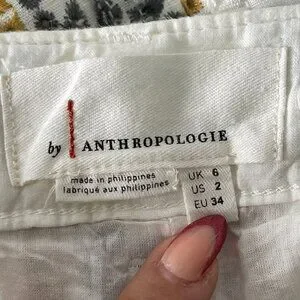 by ANTHROPOLOGIE
made in philippines
fabriqué aux philippines
UK 6
US 2
EU 34